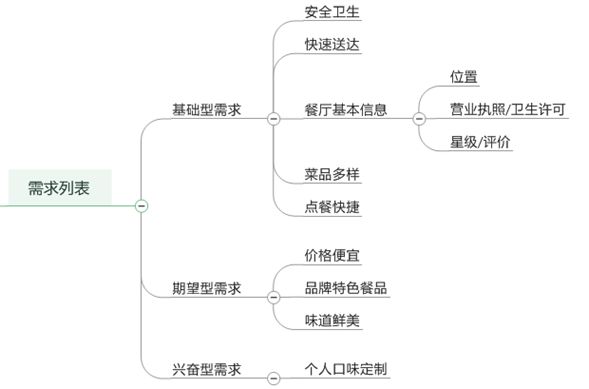 需求列表
基础型需求
安全卫生
快速送达
餐厅基本信息
位置
营业执照/卫生许可
星级/评价
菜品多样
点餐快捷
期望型需求
价格便宜
品牌特色餐品
味道鲜美
兴奋型需求
个人口味定制